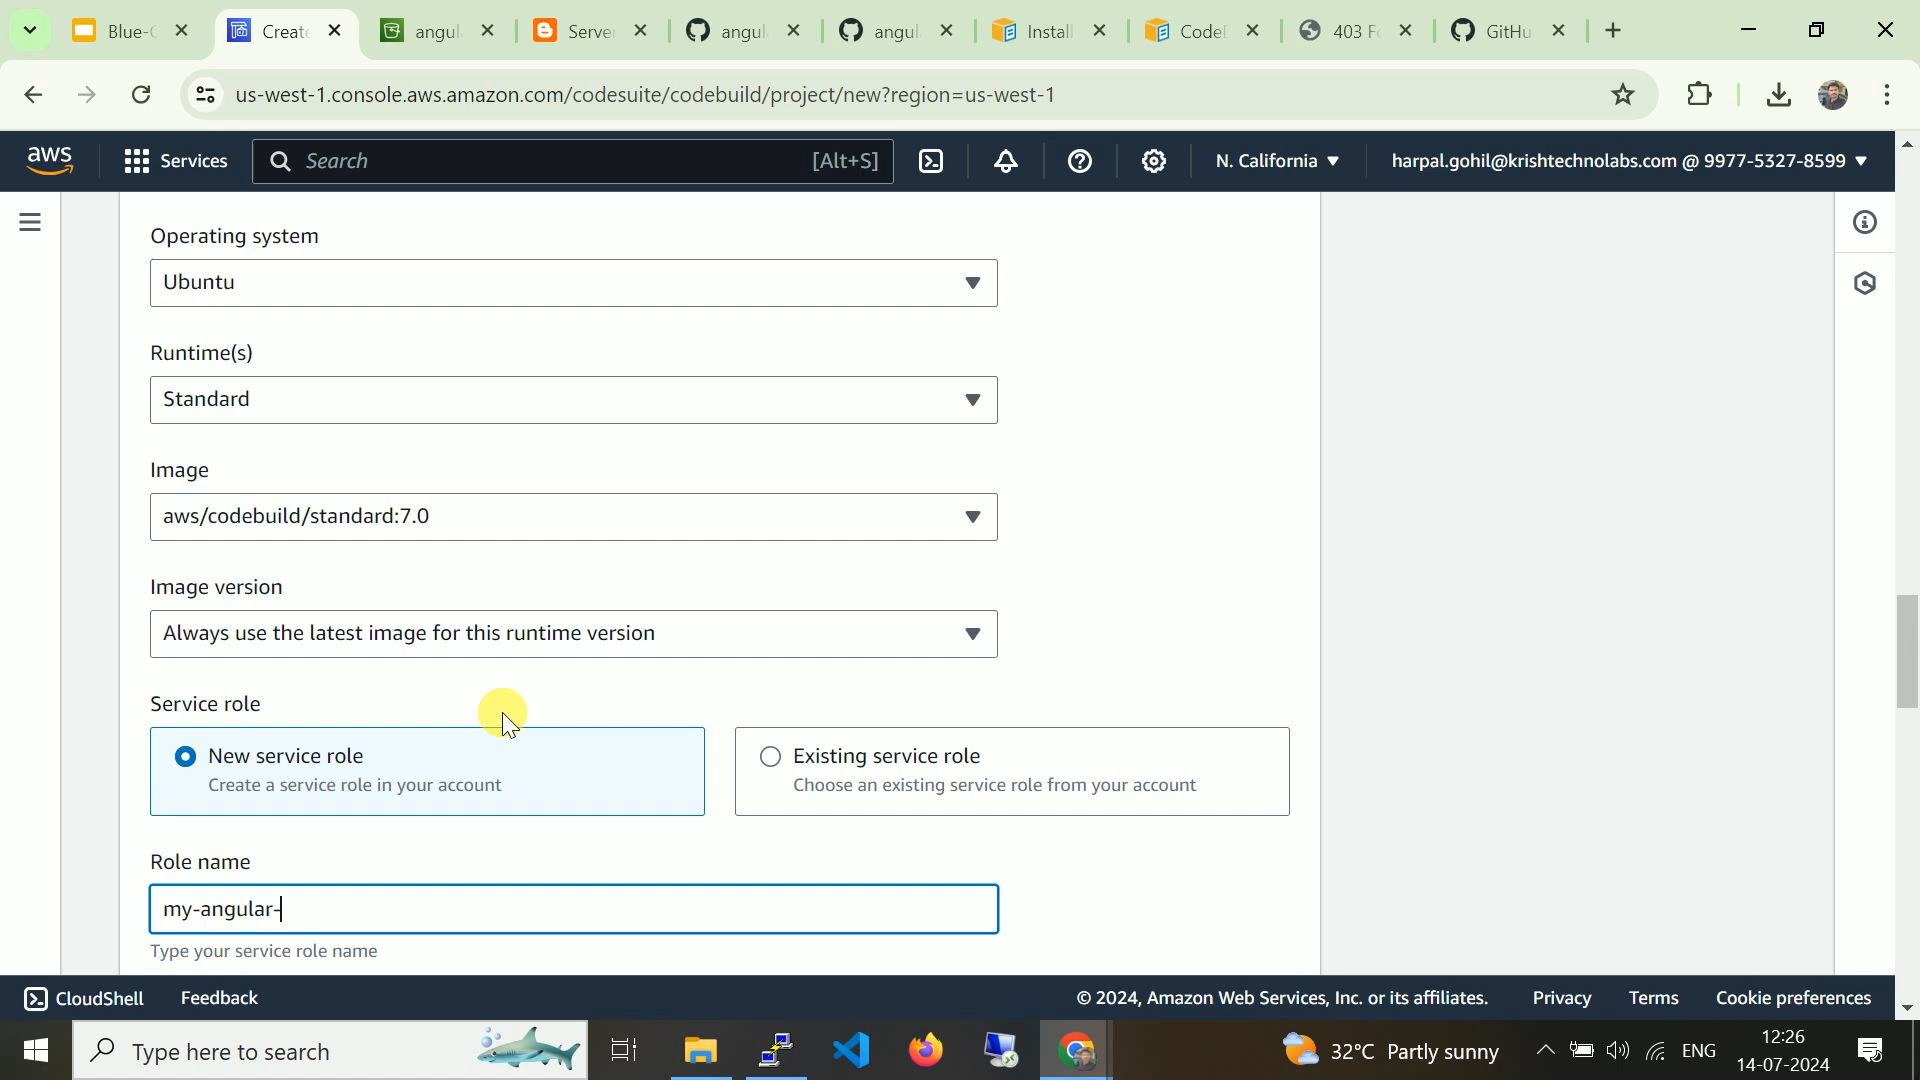 Blue-G
Create
angul
Server
angul
angul
Install
CodeD
403 F
GitHu
us-west-1.console.aws.amazon.com/codesuite/codebuild/project/new?region=us-west-1
aws
Services
Search
[Alt+S]
N. California
harpal.gohil@krishtechnolabs.com @ 9977-5327-8599
Operating system
Ubuntu
Runtime(s)
Standard
Image
aws/codebuild/standard:7.0
Image version
Always use the latest image for this runtime version
Service role
New service role
Create a service role in your account
Existing service role
Choose an existing service role from your account
Role name
my-angular-
Type your service role name
CloudShell
Feedback
© 2024, Amazon Web Services, Inc. or its affiliates.
Privacy
Terms
Cookie preferences
Type here to search
32°C Partly sunny
ENG
12:26
14-07-2024